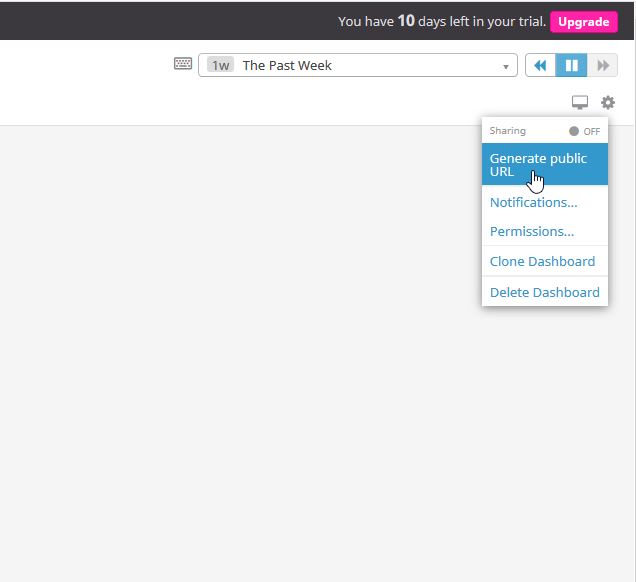 You have 10 days left in your trial. Upgrade
1w The Past Week
Sharing OFF
Generate public
URL
Notifications...
Permissions...
Clone Dashboard
Delete Dashboard